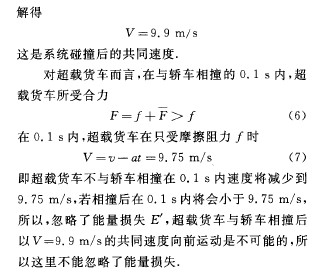 解得
V=9.9 m/s
这是系统碰撞后的共同速度.
对超载货车而言,在与轿车相撞的 0.1 s 内,超
载货车所受合力
F=f+F̄>f (6)
在 0.1 s 内,超载货车在只受摩擦阻力 f 时
V=v-at=9.75 m/s (7)
即超载货车不与轿车相撞在 0.1 s 内速度将减少到
9.75 m/s,若相撞后在 0.1 s 内将会小于 9.75 m/s,
所以,忽略了能量损失 E′,超载货车与轿车相撞后
以V=9.9 m/s的共同速度向前运动是不可能的,所
以这里不能忽略能量损失.